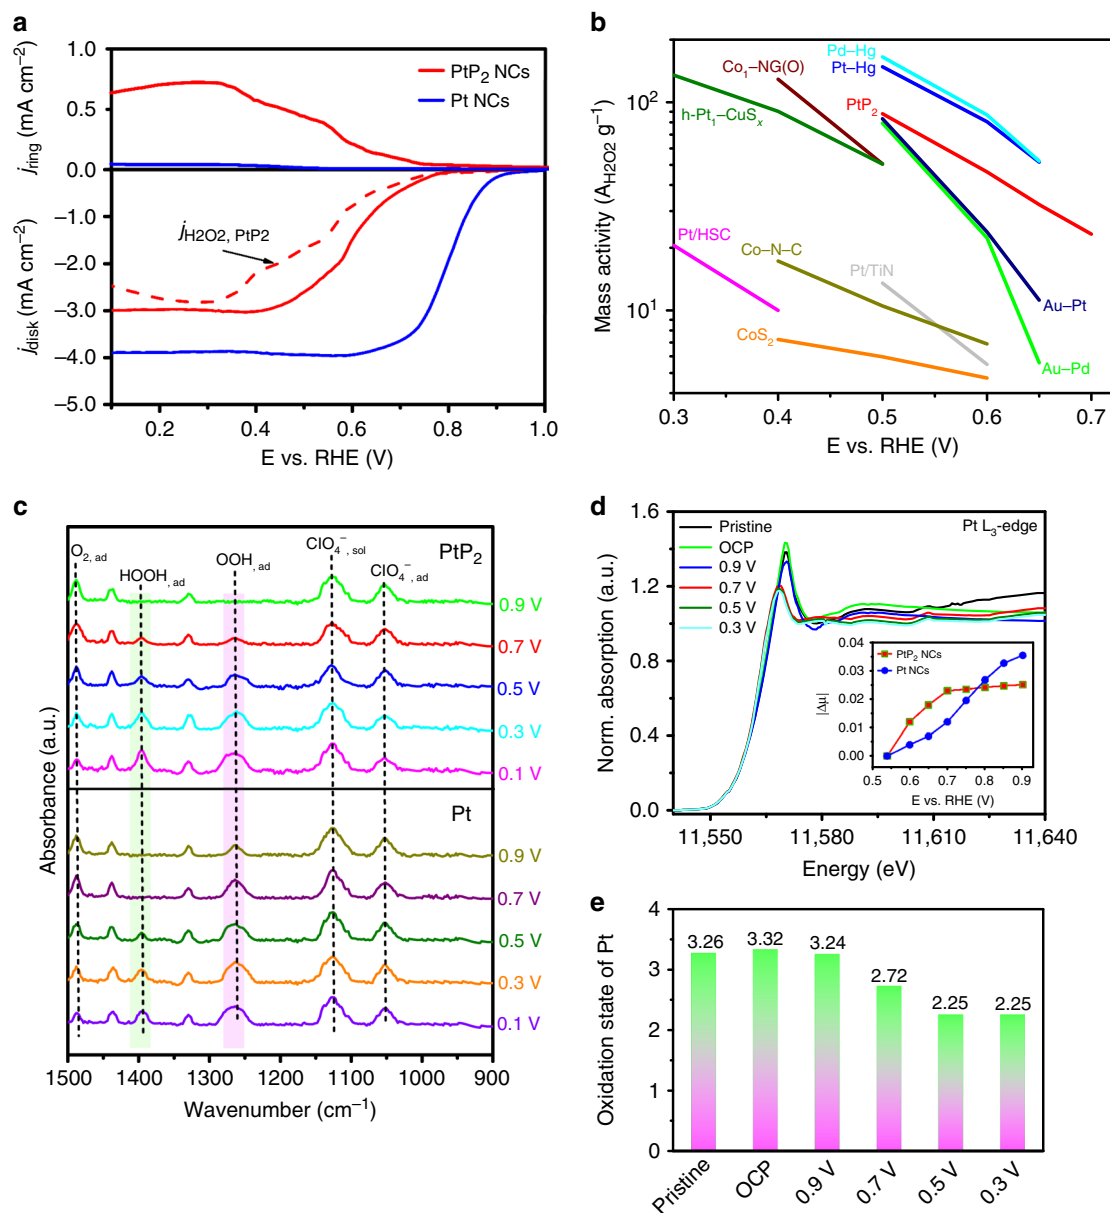 a
1.0
0.5
0.0
−1.0
−2.0
−3.0
−4.0
−5.0
j_ring (mA cm⁻²)
j_disk (mA cm⁻²)
PtP₂ NCs
Pt NCs
j_H2O2, PtP2
0.2 0.4 0.6 0.8 1.0
E vs. RHE (V)
b
Mass activity (A_H2O2 g⁻¹)
10²
10¹
Pd–Hg
Pt–Hg
Co₁–NG(O)
PtP₂
h-Pt₁–CuSₓ
Pt/HSC
Co–N–C
Pt/TiN
Au–Pt
CoS₂
Au–Pd
0.3 0.4 0.5 0.6 0.7
E vs. RHE (V)
c
Absorbance (a.u.)
O₂, ad
HOOH, ad
OOH, ad
ClO₄⁻, sol
ClO₄⁻, ad
PtP₂
0.9 V
0.7 V
0.5 V
0.3 V
0.1 V
Pt
0.9 V
0.7 V
0.5 V
0.3 V
0.1 V
1500 1400 1300 1200 1100 1000 900
Wavenumber (cm⁻¹)
d
Norm. absorption (a.u.)
1.6
1.2
0.8
0.4
0.0
Pristine
OCP
0.9 V
0.7 V
0.5 V
0.3 V
Pt L₃-edge
PtP₂ NCs
Pt NCs
|Δμ|
0.04
0.03
0.02
0.01
0.00
0.5 0.6 0.7 0.8 0.9
E vs. RHE (V)
11,550 11,580 11,610 11,640
Energy (eV)
e
Oxidation state of Pt
4
3
2
1
0
3.26 3.32 3.24 2.72 2.25 2.25
Pristine OCP 0.9 V 0.7 V 0.5 V 0.3 V